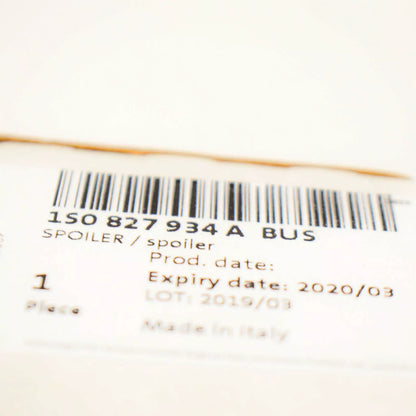 1S0 827 934 A BUS
SPOILER / spoiler
Prod. date:
Expiry date: 2020/03
LOT: 2019/03
1
Piece
Made in Italy